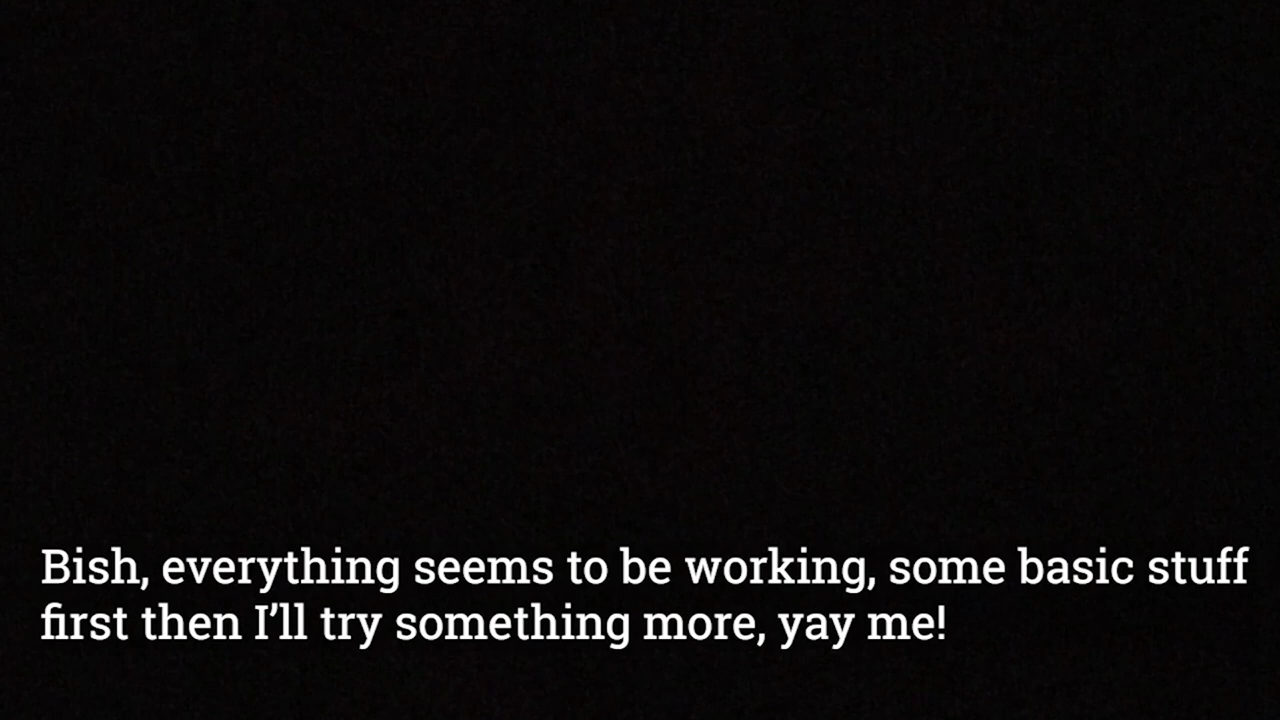 Bish, everything seems to be working, some basic stuff
first then I’ll try something more, yay me!